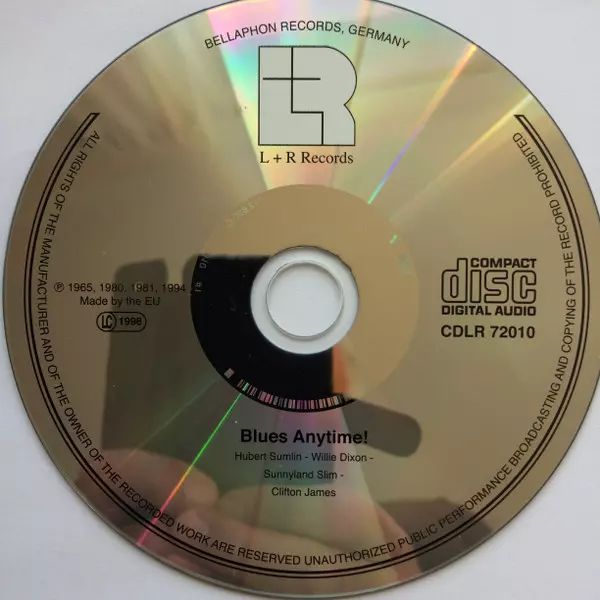 BELLAPHON RECORDS, GERMANY
LR
L + R Records
ALL RIGHTS OF THE MANUFACTURER AND OF THE OWNER OF THE RECORDED WORK ARE RESERVED UNAUTHORIZED PUBLIC PERFORMANCE BROADCASTING AND COPYING OF THE RECORD PROHIBITED
℗ 1965, 1980, 1981, 1994
Made by the EU
LC 1998
COMPACT
disc
DIGITAL AUDIO
CDLR 72010
Blues Anytime!
Hubert Sumlin - Willie Dixon -
Sunnyland Slim -
Clifton James